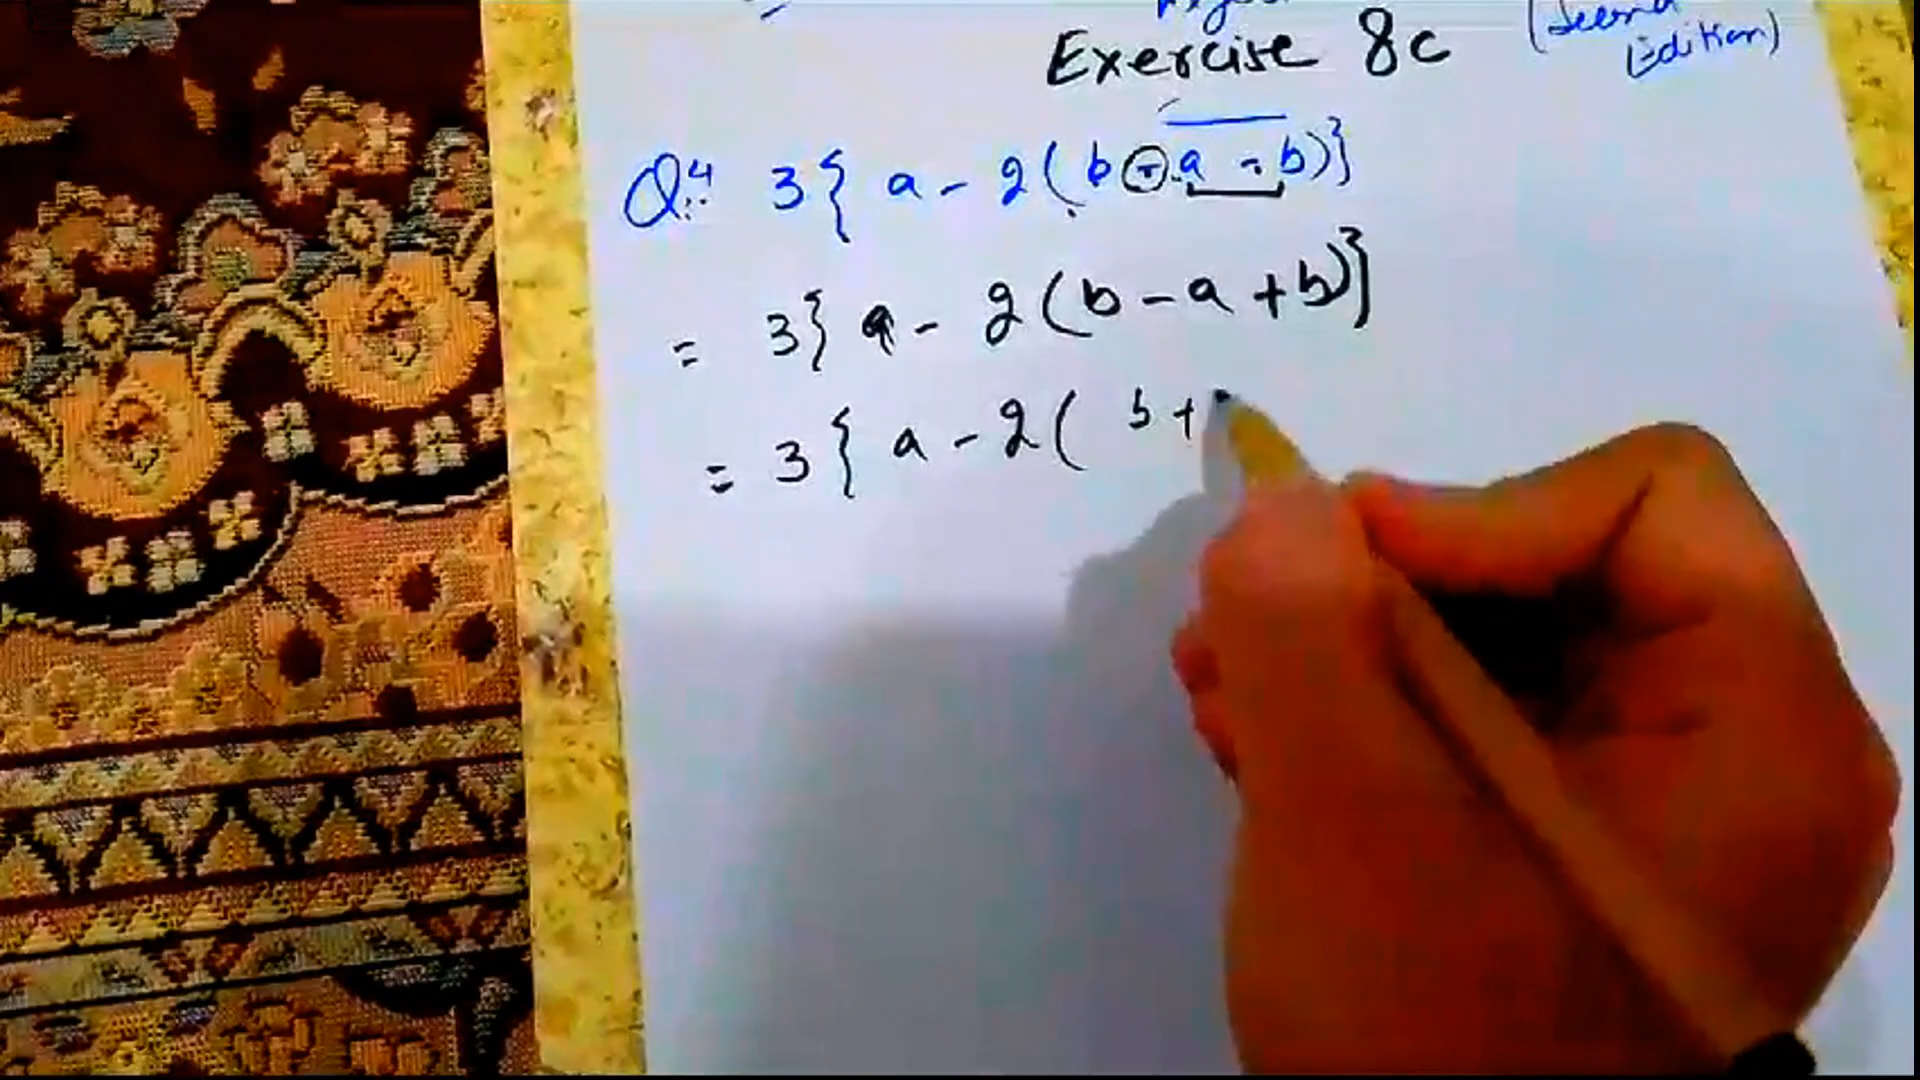 Exercise 8c
(Second Edition)
Q4: 3{ a - 2(b - a - b)}
= 3{ a - 2(b - a + b)}
= 3{ a - 2( b +